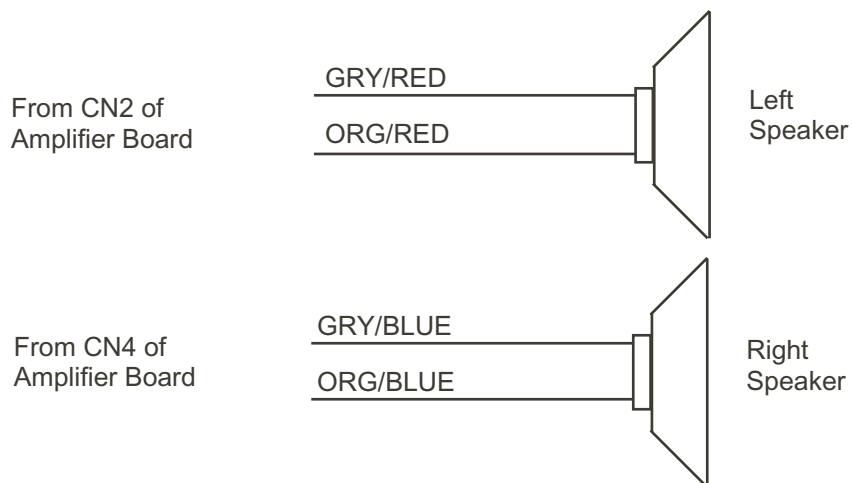 From CN2 of
Amplifier Board
GRY/RED
ORG/RED
Left
Speaker
From CN4 of
Amplifier Board
GRY/BLUE
ORG/BLUE
Right
Speaker